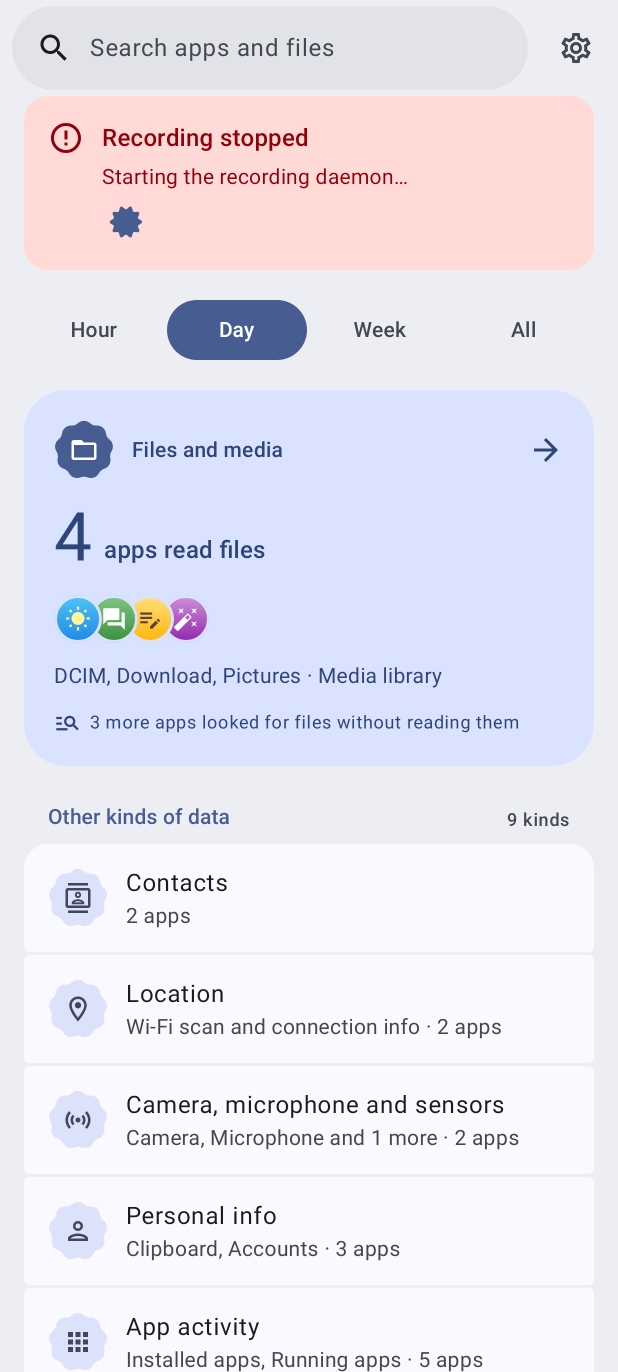 Search apps and files
Recording stopped
Starting the recording daemon…
Hour
Day
Week
All
Files and media
4 apps read files
DCIM, Download, Pictures · Media library
3 more apps looked for files without reading them
Other kinds of data
9 kinds
Contacts
2 apps
Location
Wi-Fi scan and connection info · 2 apps
Camera, microphone and sensors
Camera, Microphone and 1 more · 2 apps
Personal info
Clipboard, Accounts · 3 apps
App activity
Installed apps, Running apps · 5 apps